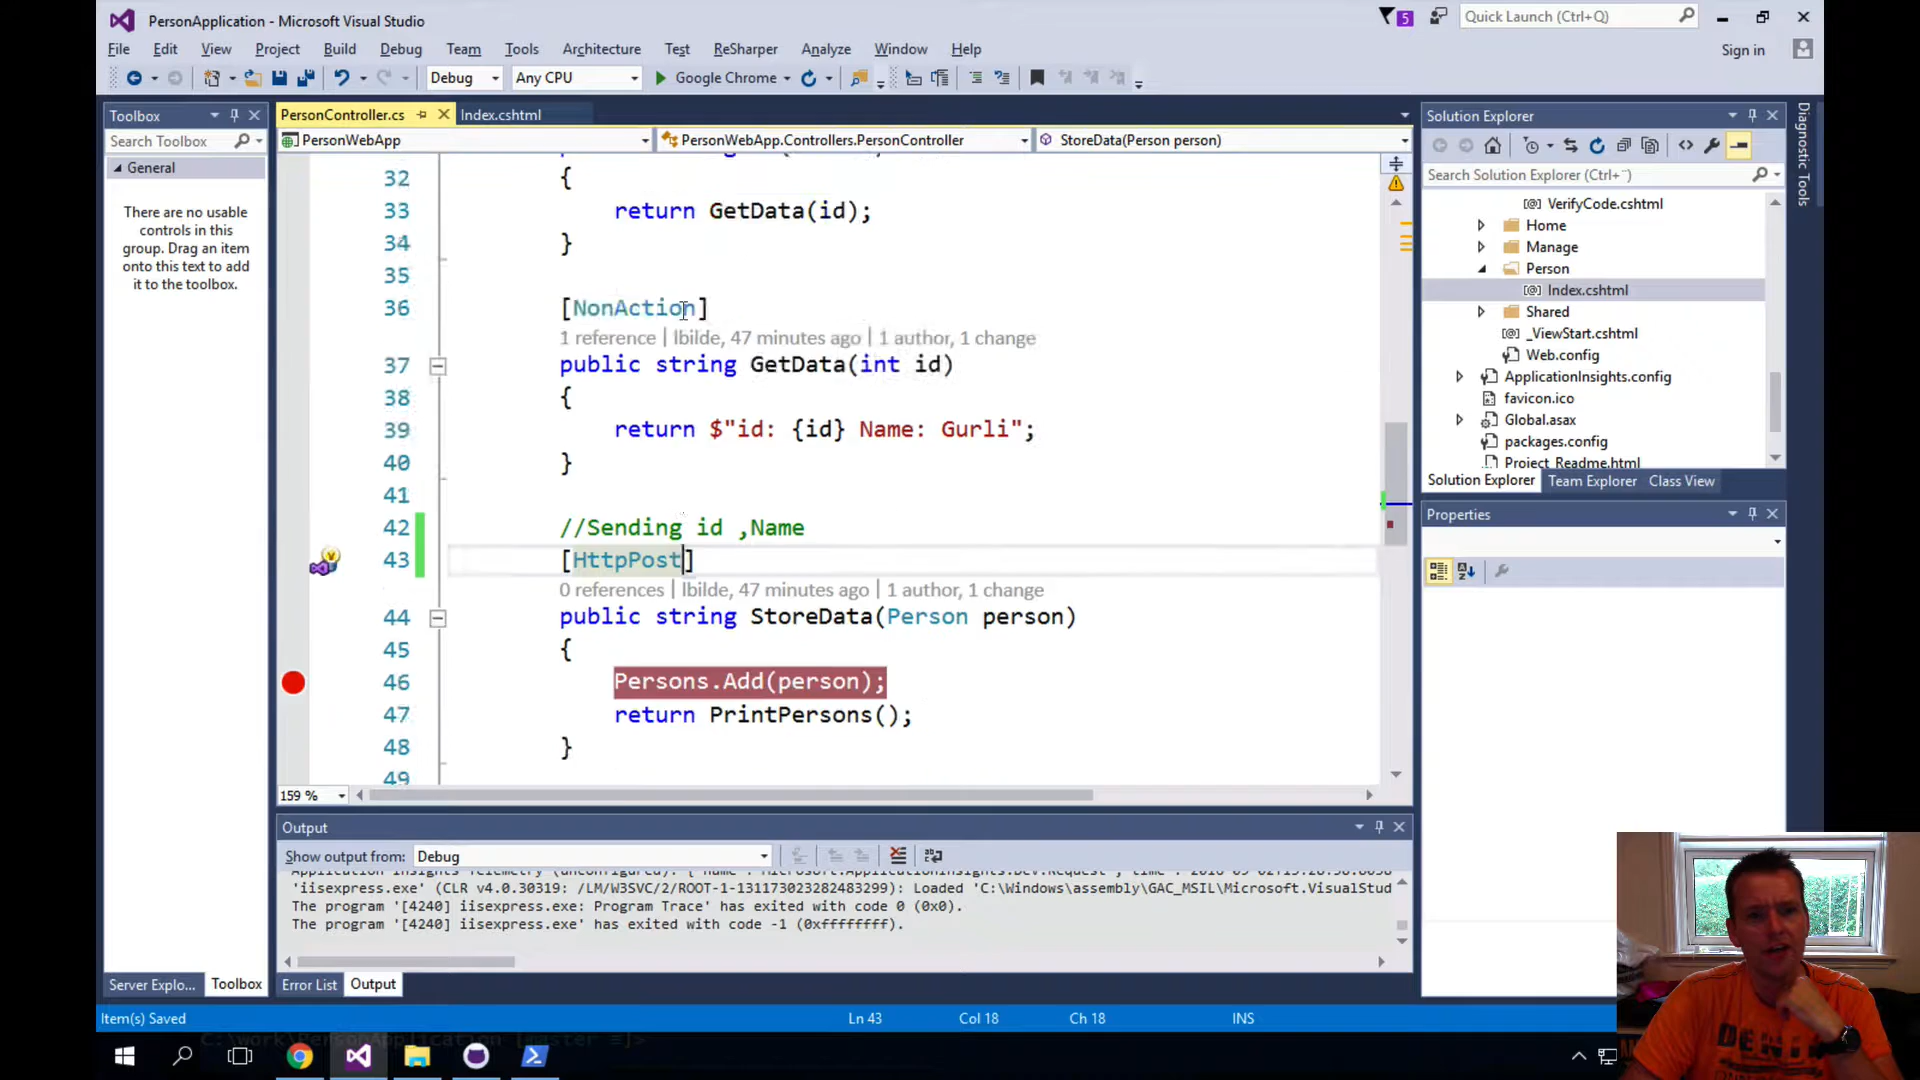 PersonApplication - Microsoft Visual Studio
5
Quick Launch (Ctrl+Q)
File Edit View Project Build Debug Team Tools Architecture Test ReSharper Analyze Window Help
Sign in
Debug Any CPU Google Chrome
Toolbox
Search Toolbox
General
There are no usable
controls in this
group. Drag an item
onto this text to add
it to the toolbox.
Server Explo... Toolbox
PersonController.cs Index.cshtml
PersonWebApp PersonWebApp.Controllers.PersonController StoreData(Person person)
32 {
33 return GetData(id);
34 }
35
36 [NonAction]
1 reference | lbilde, 47 minutes ago | 1 author, 1 change
37 public string GetData(int id)
38 {
39 return $"id: {id} Name: Gurli";
40 }
41
42 //Sending id ,Name
43 [HttpPost]
0 references | lbilde, 47 minutes ago | 1 author, 1 change
44 public string StoreData(Person person)
45 {
46 Persons.Add(person);
47 return PrintPersons();
48 }
49
159 %
Output
Show output from: Debug
'iisexpress.exe' (CLR v4.0.30319: /LM/W3SVC/2/ROOT-1-131173023282483299): Loaded 'C:\Windows\assembly\GAC_MSIL\Microsoft.VisualStud
The program '[4240] iisexpress.exe: Program Trace' has exited with code 0 (0x0).
The program '[4240] iisexpress.exe' has exited with code -1 (0xffffffff).
Error List Output
Solution Explorer
Search Solution Explorer (Ctrl+¨)
VerifyCode.cshtml
Home
Manage
Person
Index.cshtml
Shared
_ViewStart.cshtml
Web.config
ApplicationInsights.config
favicon.ico
Global.asax
packages.config
Project_Readme.html
Solution Explorer Team Explorer Class View
Properties
Diagnostic Tools
Item(s) Saved Ln 43 Col 18 Ch 18 INS
C:\work\PersonApplication [master ≡]>